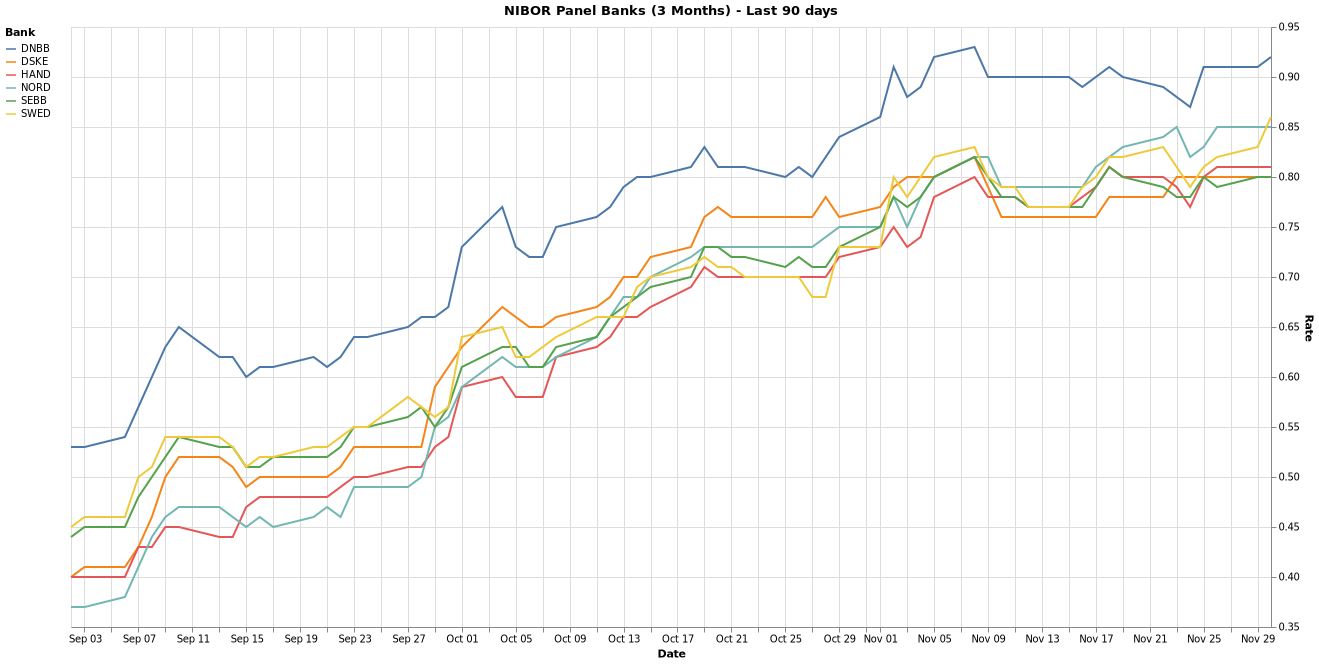 NIBOR Panel Banks (3 Months) - Last 90 days
Bank
DNBB
DSKE
HAND
NORD
SEBB
SWED
0.95
0.90
0.85
0.80
0.75
0.70
0.65
0.60
0.55
0.50
0.45
0.40
0.35
Rate
Sep 03 Sep 07 Sep 11 Sep 15 Sep 19 Sep 23 Sep 27 Oct 01 Oct 05 Oct 09 Oct 13 Oct 17 Oct 21 Oct 25 Oct 29 Nov 01 Nov 05 Nov 09 Nov 13 Nov 17 Nov 21 Nov 25 Nov 29
Date